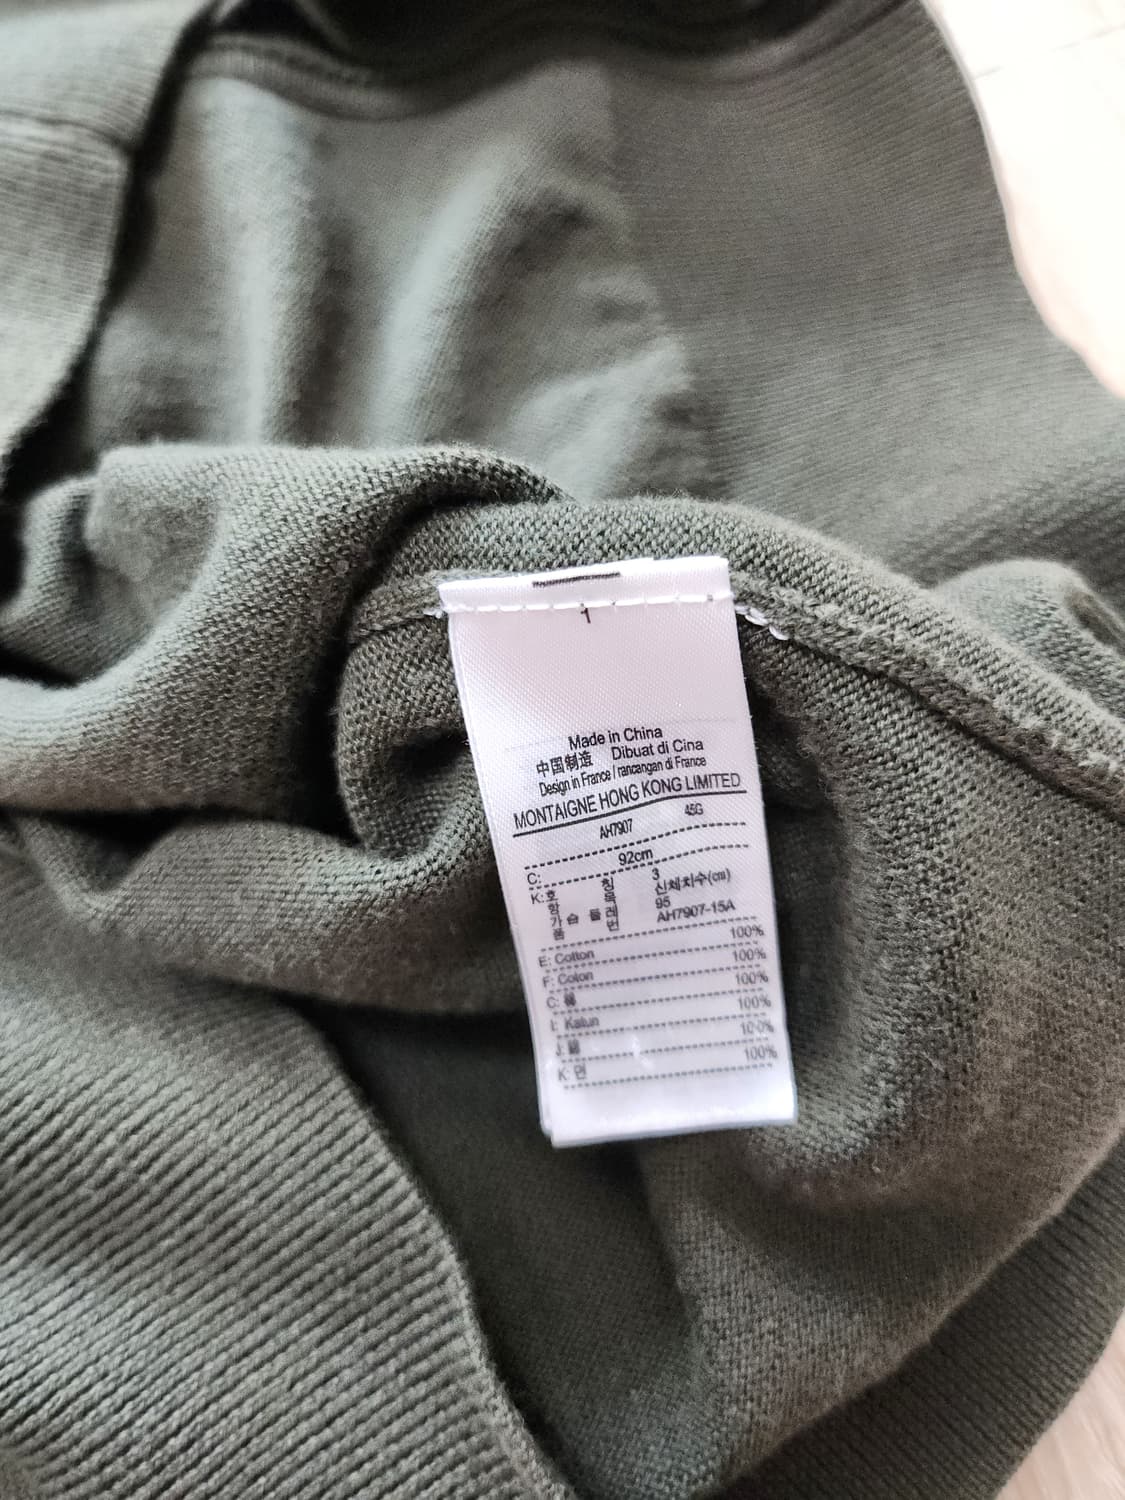 1
Made in China
中国制造 Dibuat di Cina
Design in France / rancangan di France
MONTAIGNE HONG KONG LIMITED
AH7907 45G
C: 92cm
K: 호 칭 3
항 목 신체치수(cm)
가 슴 둘 레 95
품 번 AH7907-15A
100%
E: Cotton 100%
F: Coton 100%
C: 棉 100%
I: Katun 100%
J: 綿 100%
K: 면